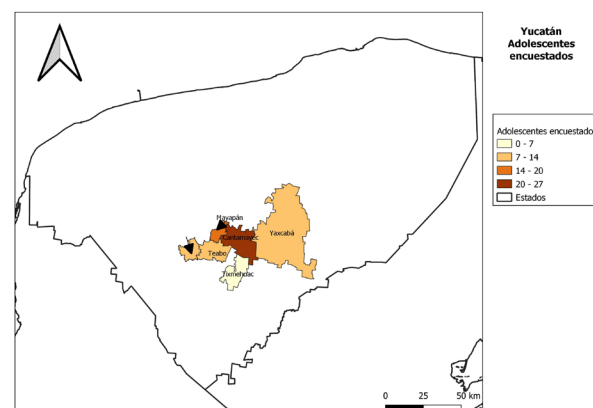 Yucatán
Adolescentes
encuestados
Adolescentes encuestado
0 - 7
7 - 14
14 - 20
20 - 27
Estados
Mayapán
Cantamayec
Yaxcabá
Teabo
Tixmehuac
0 25 50 km